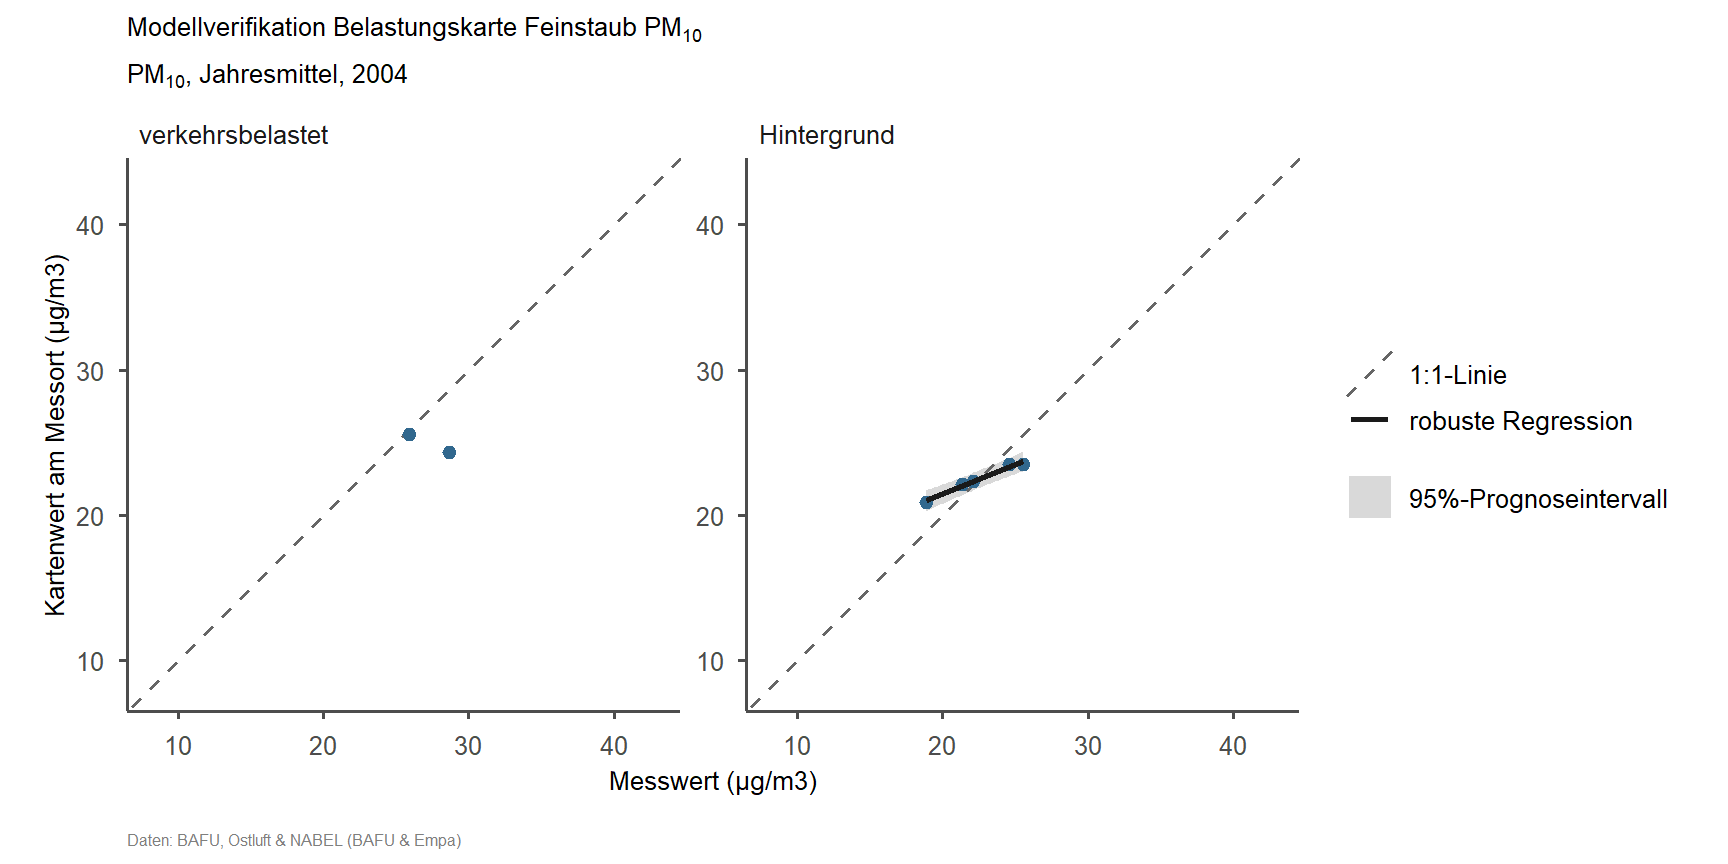 Modellverifikation Belastungskarte Feinstaub PM₁₀
PM₁₀, Jahresmittel, 2004
verkehrsbelastet
Hintergrund
Kartenwert am Messort (µg/m3)
40
30
20
10
10
20
30
40
40
30
20
10
10
20
30
40
Messwert (µg/m3)
1:1-Linie
robuste Regression
95%-Prognoseintervall
Daten: BAFU, Ostluft & NABEL (BAFU & Empa)